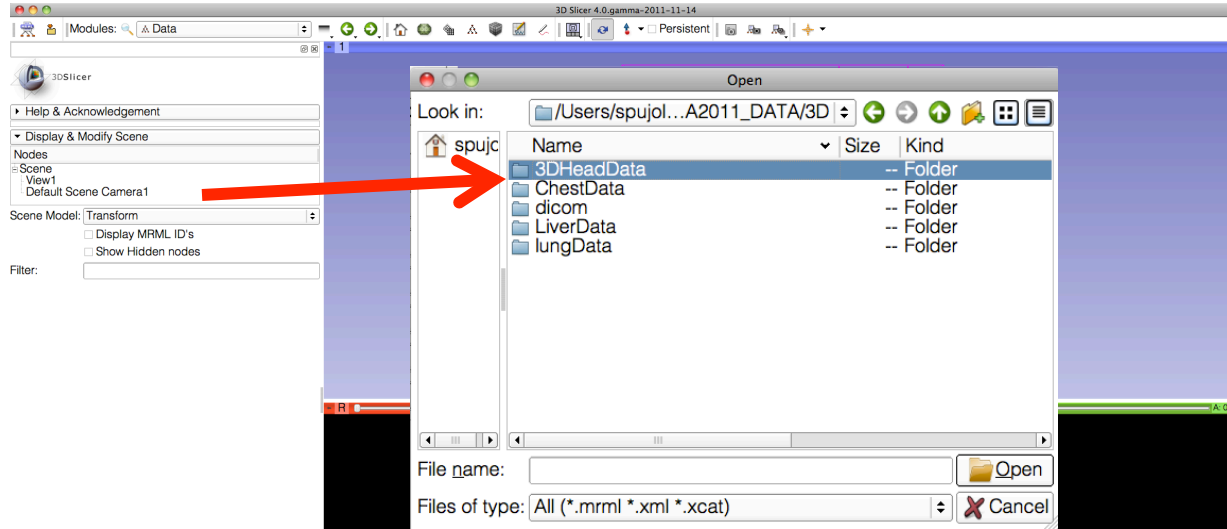 3D Slicer 4.0.gamma-2011-11-14
Modules: Data
Persistent
1
3DSlicer
Help & Acknowledgement
Display & Modify Scene
Nodes
Scene
View1
Default Scene Camera1
Scene Model: Transform
Display MRML ID's
Show Hidden nodes
Filter:
R
A: 0
Open
Look in: /Users/spujol...A2011_DATA/3D
spujo
Name Size Kind
3DHeadData -- Folder
ChestData -- Folder
dicom -- Folder
LiverData -- Folder
lungData -- Folder
File name: Open
Files of type: All (*.mrml *.xml *.xcat) Cancel